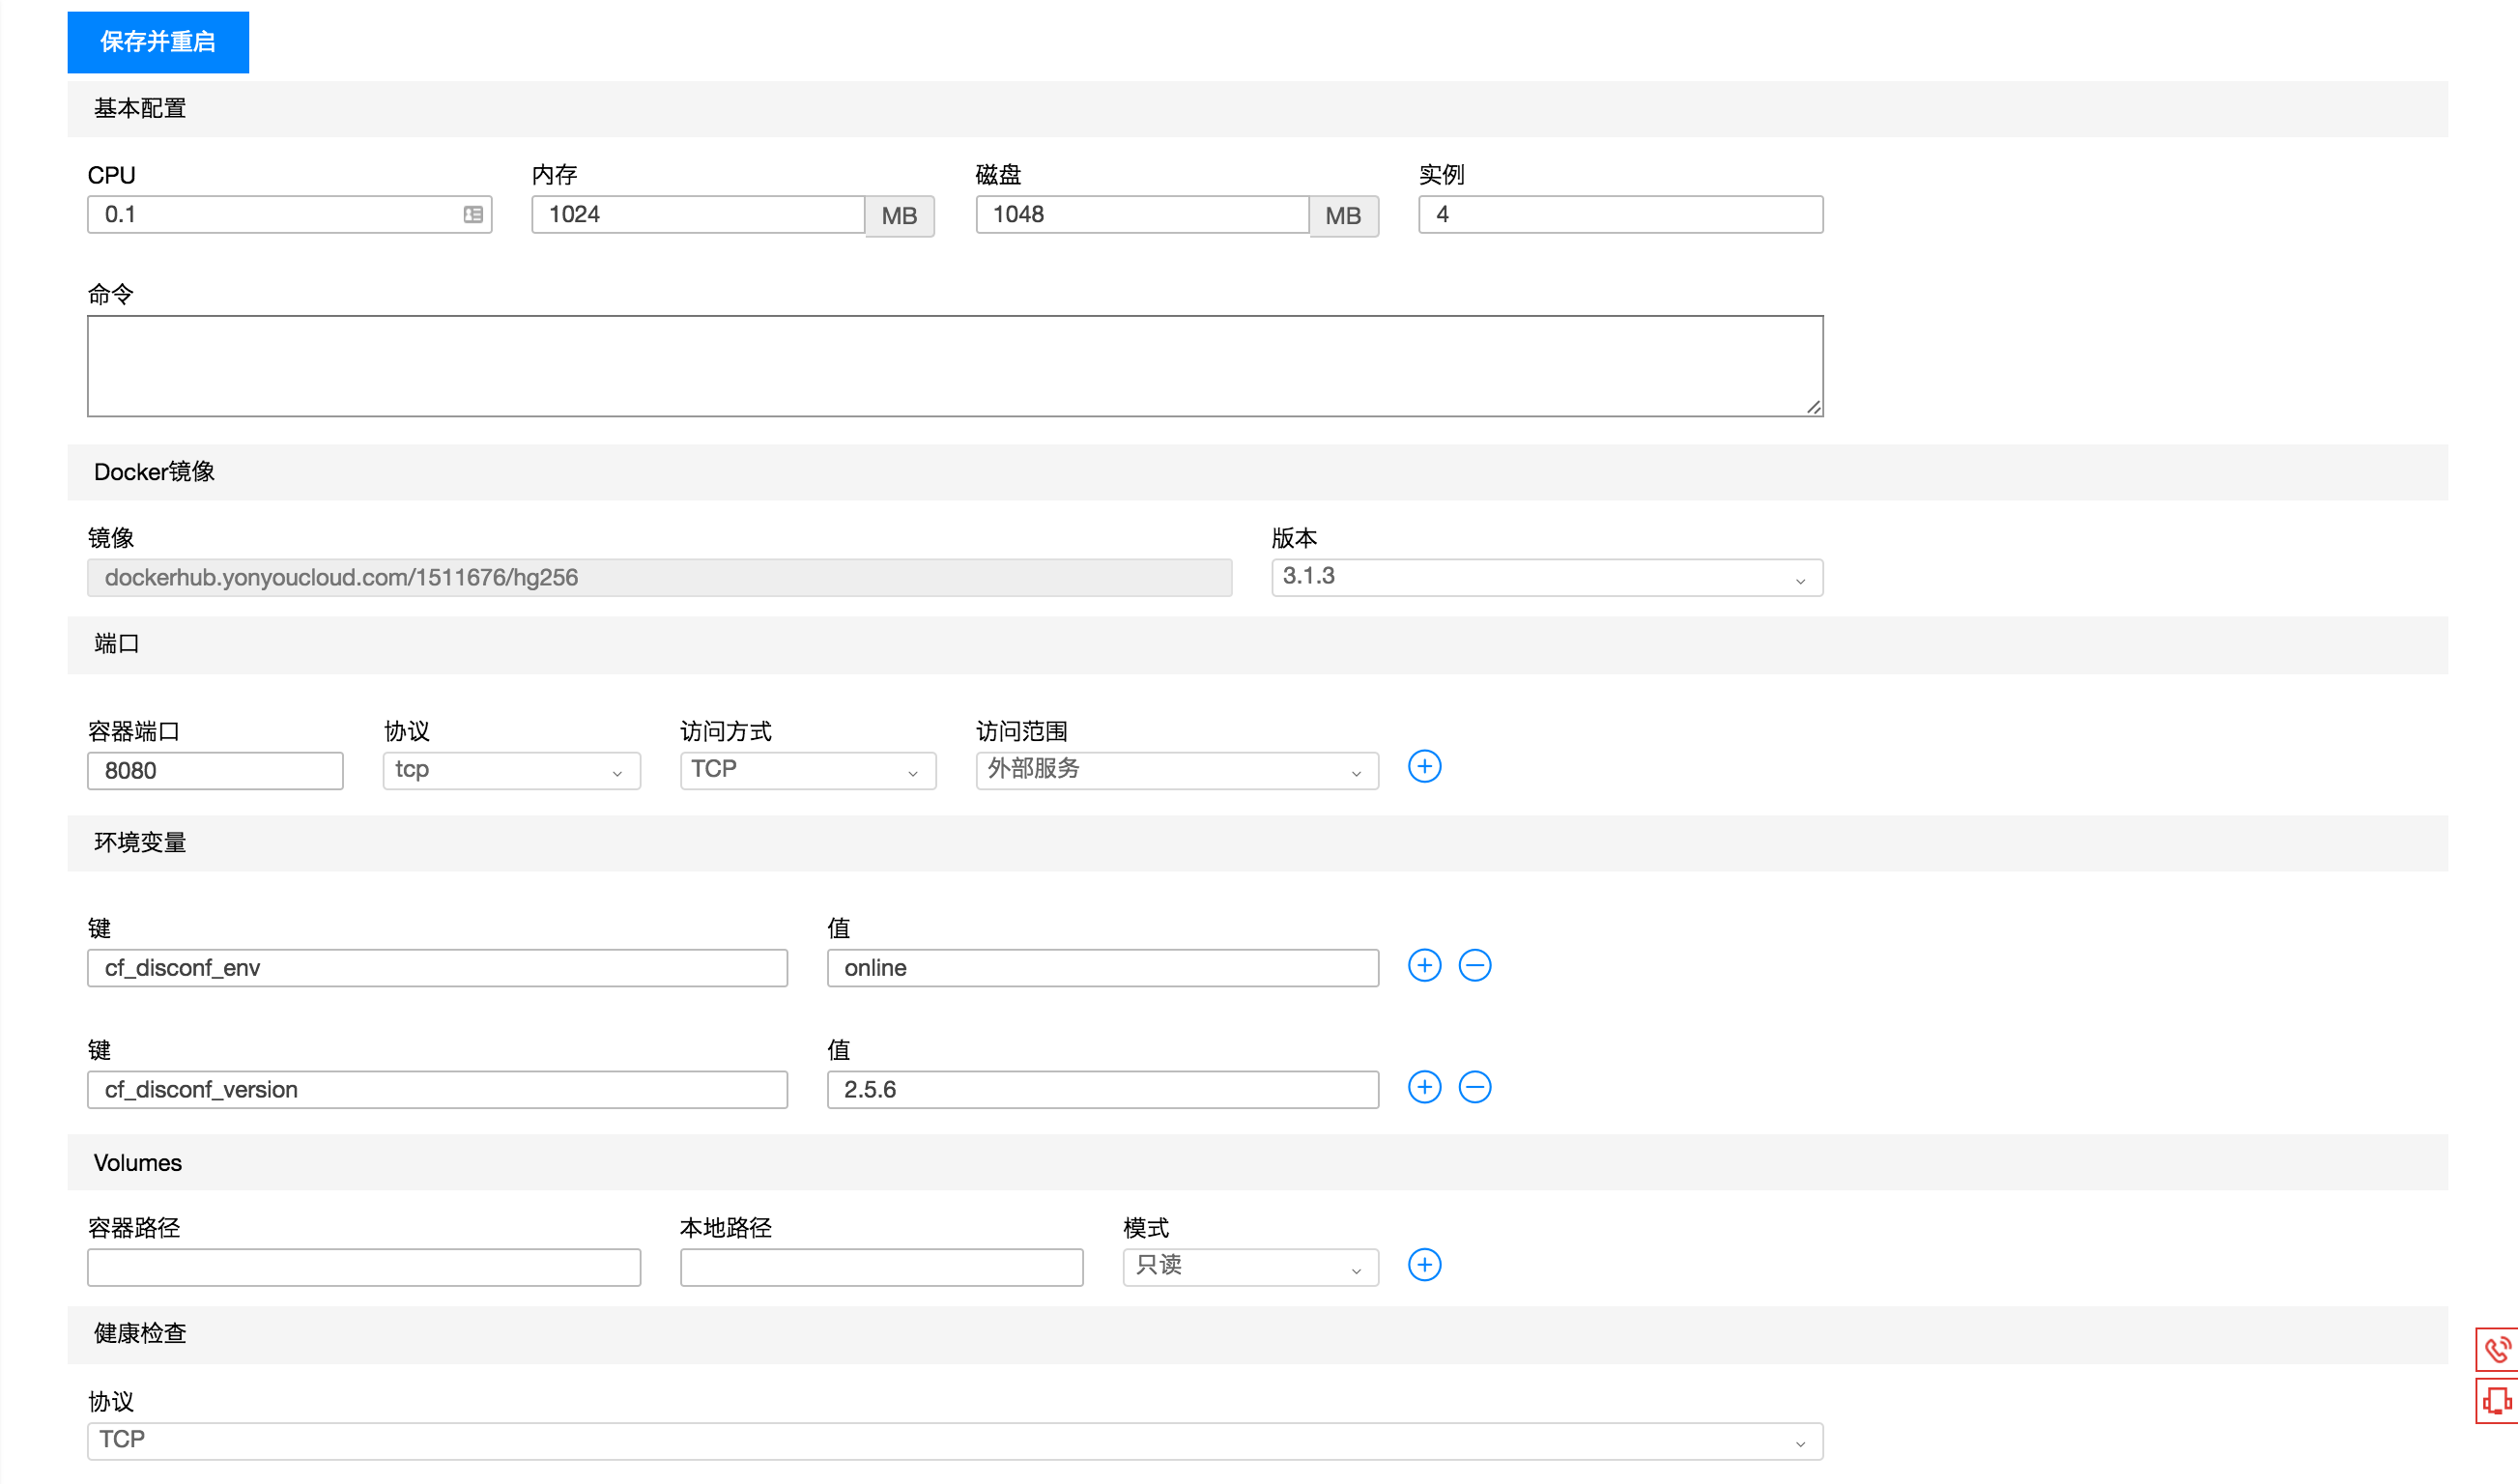 保存并重启
基本配置
CPU 内存 磁盘 实例
0.1 1024 MB 1048 MB 4
命令
Docker镜像
镜像 版本
dockerhub.yonyoucloud.com/1511676/hg256 3.1.3
端口
容器端口 协议 访问方式 访问范围
8080 tcp TCP 外部服务
环境变量
键 值
cf_disconf_env online
键 值
cf_disconf_version 2.5.6
Volumes
容器路径 本地路径 模式
只读
健康检查
协议
TCP